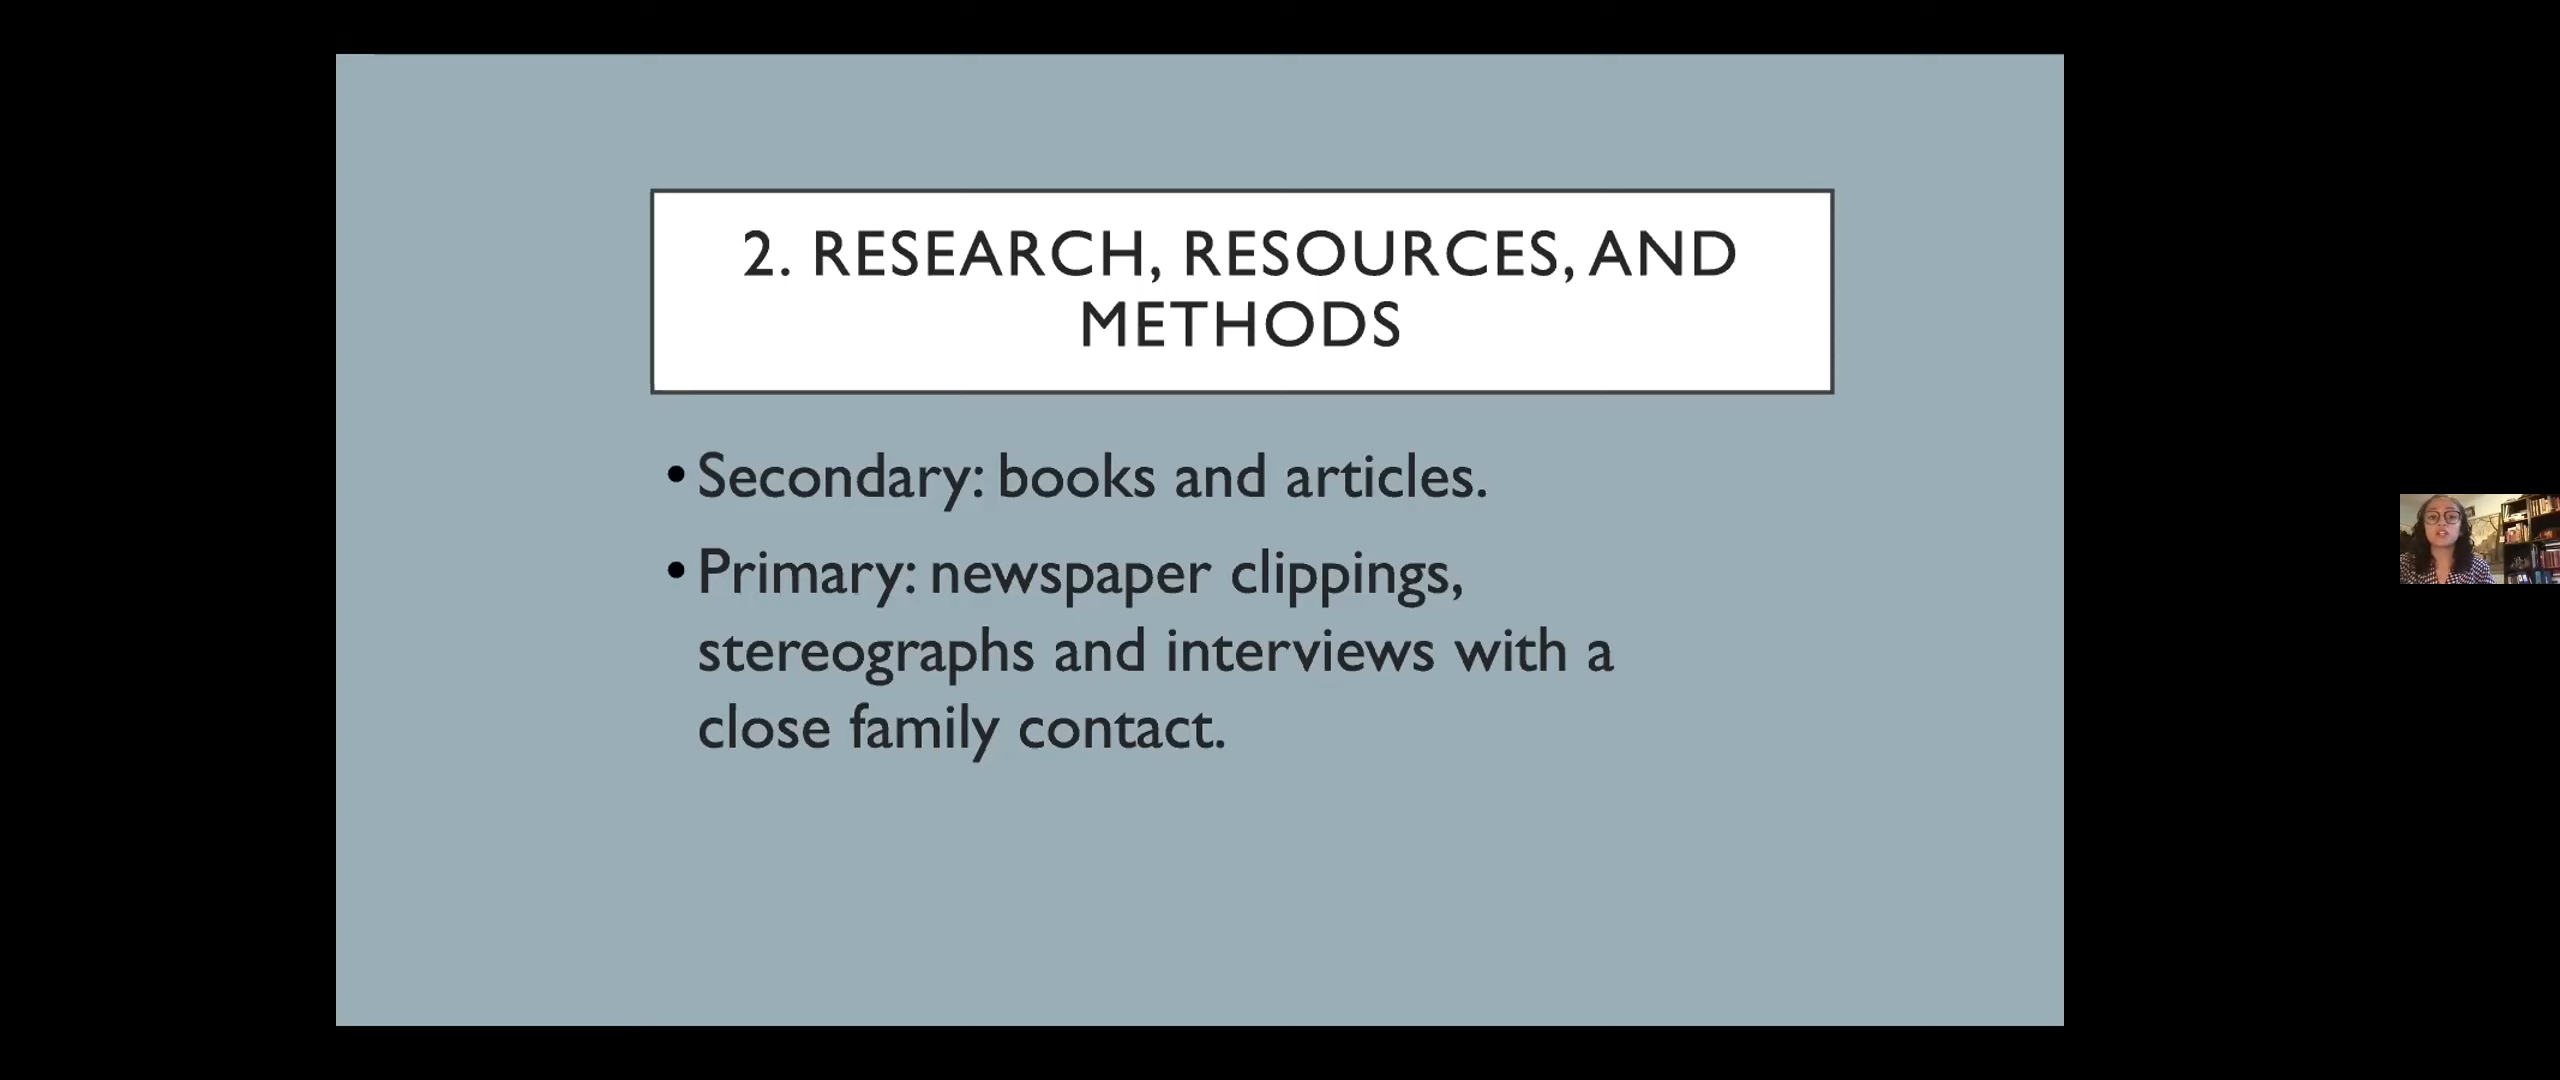 2. RESEARCH, RESOURCES, AND
METHODS
• Secondary: books and articles.
• Primary: newspaper clippings,
stereographs and interviews with a
close family contact.